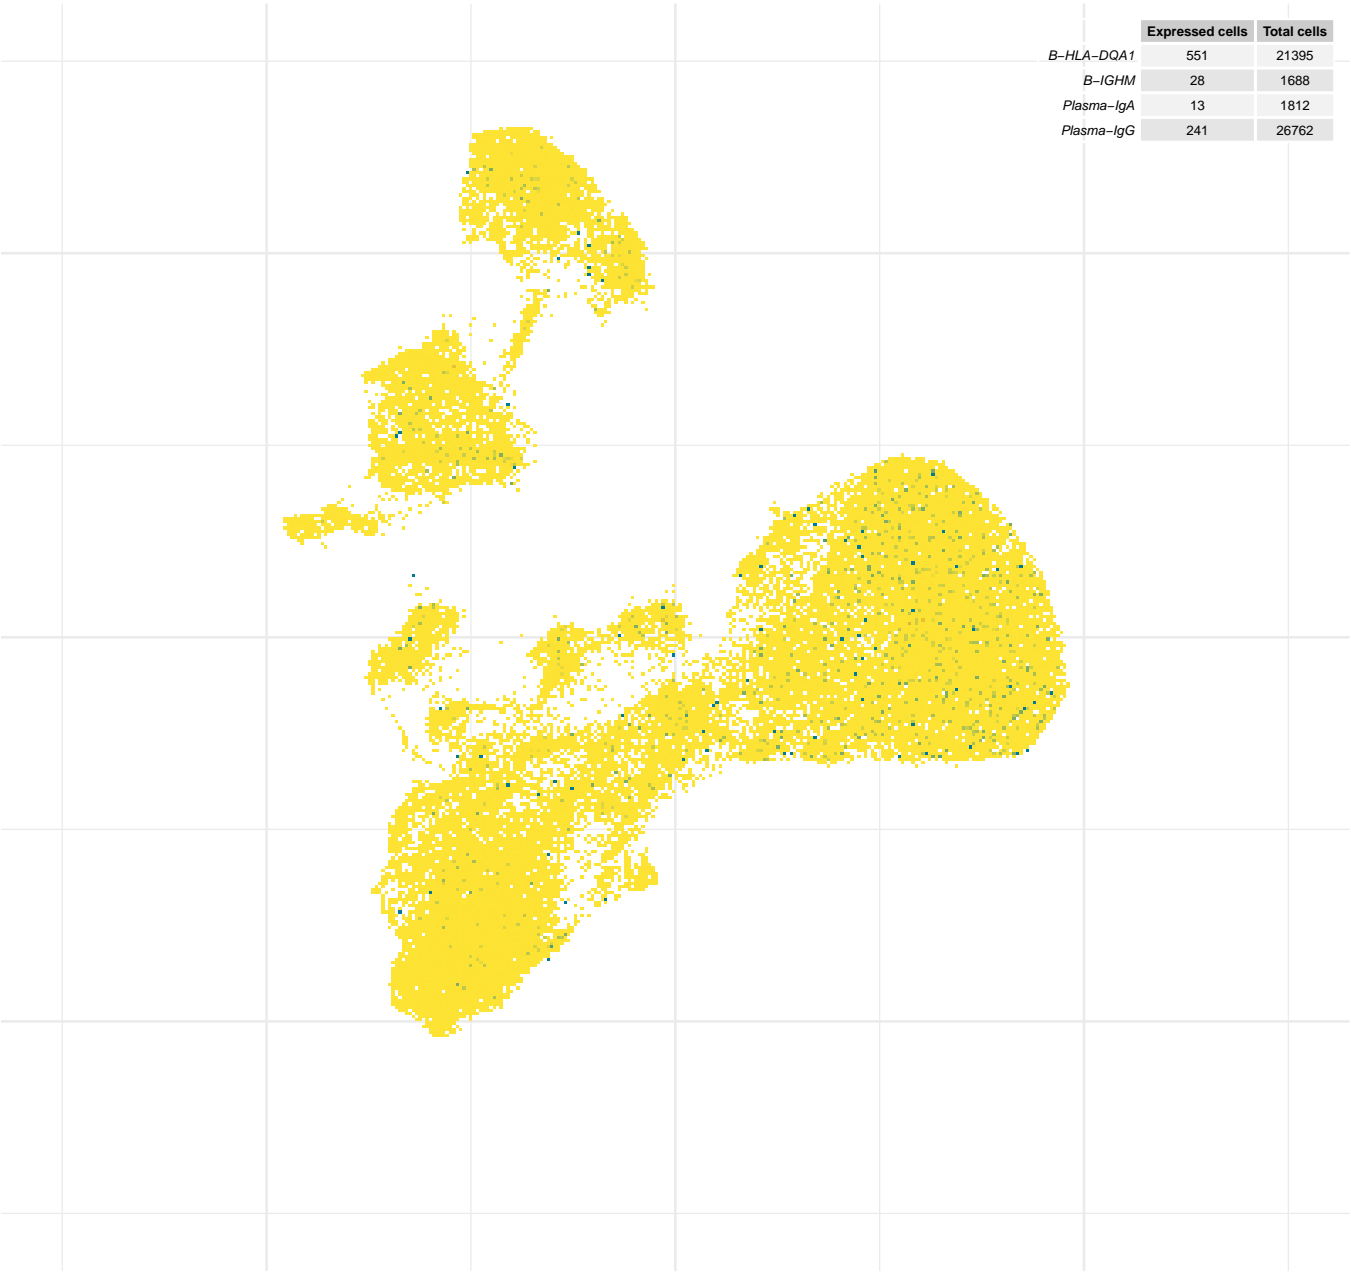 Expressed cells Total cells
B−HLA−DQA1 551 21395
B−IGHM 28 1688
Plasma−IgA 13 1812
Plasma−IgG 241 26762